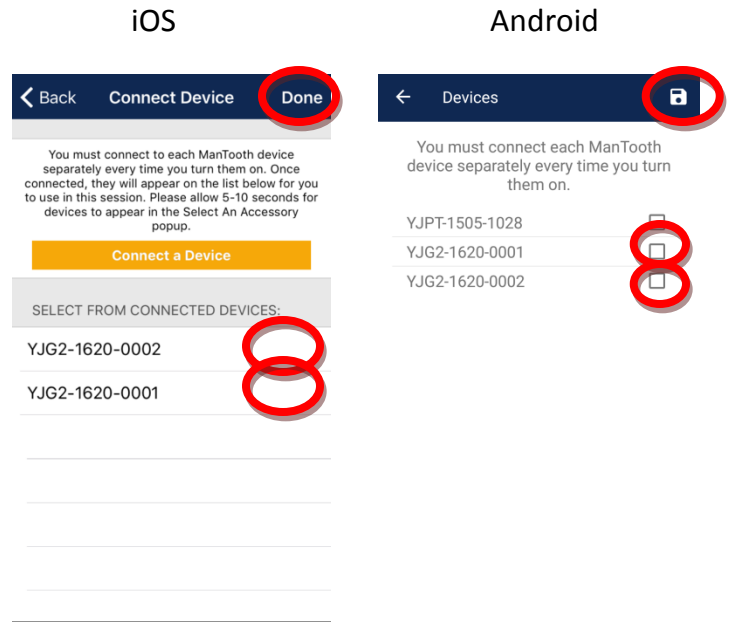 iOS
Back Connect Device Done
You must connect to each ManTooth device
separately every time you turn them on. Once
connected, they will appear on the list below for you
to use in this session. Please allow 5-10 seconds for
devices to appear in the Select An Accessory
popup.
Connect a Device
SELECT FROM CONNECTED DEVICES:
YJG2-1620-0002
YJG2-1620-0001
Android
Devices
You must connect each ManTooth
device separately every time you turn
them on.
YJPT-1505-1028
YJG2-1620-0001
YJG2-1620-0002